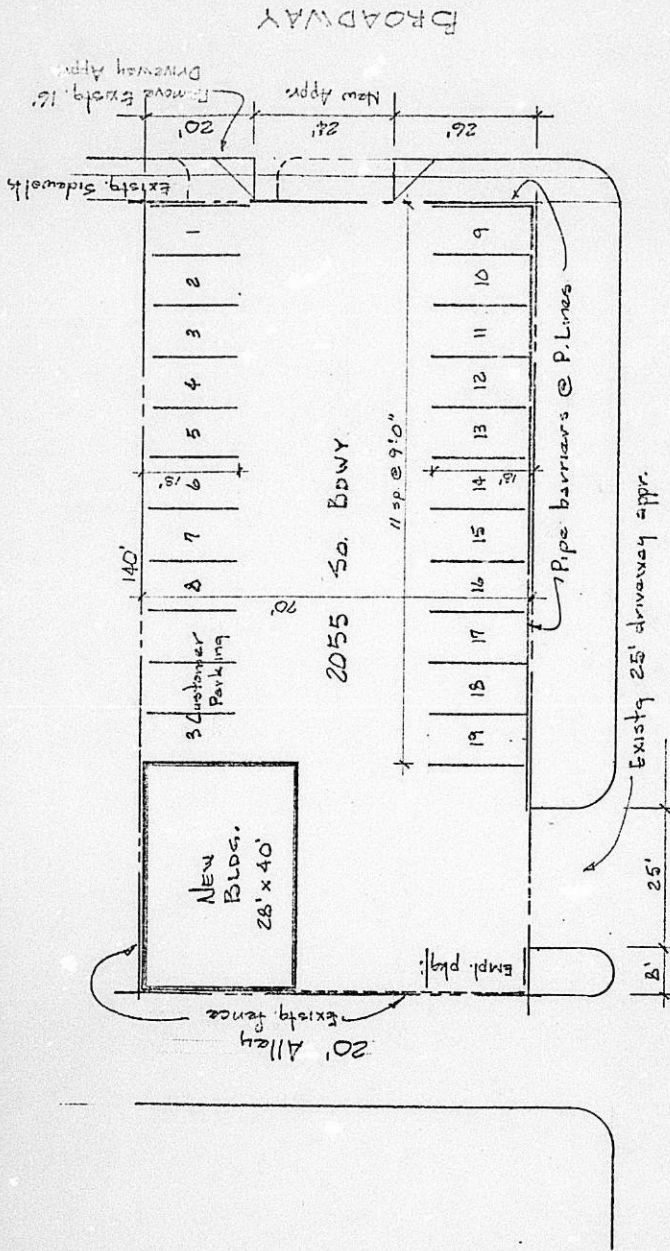 BROADWAY
Remove Existg. 16'
Driveway Appr.
New Appr.
20'
24'
26'
Existg. Sidewalk
1
2
3
4
5
6
7
8
3 Customer
Parking
9
10
11
12
13
14
15
16
17
18
19
18'
18'
140'
70'
11 sp. @ 9'0"
2055 So. BDWY
Pipe barriers @ P. Lines
Existg 25' driveway appr.
NEW
BLDG.
28' x 40'
Empl. pkg.
25'
8'
Existg. fence
20' Alley